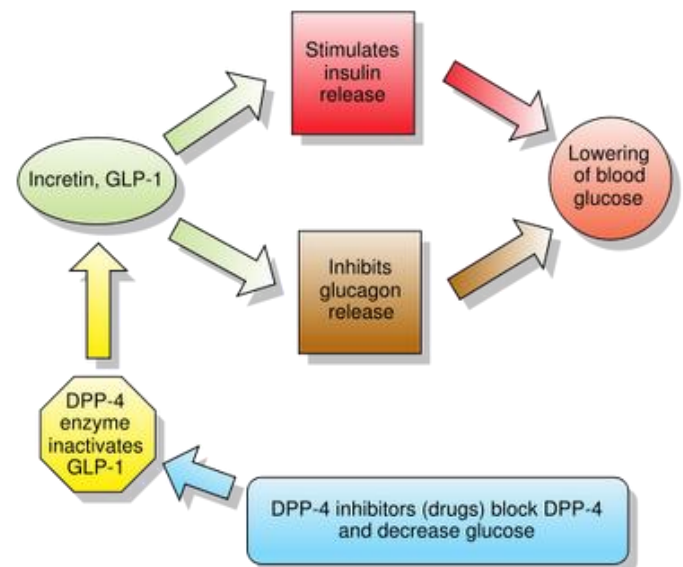 Stimulates
insulin
release
Incretin, GLP-1
Lowering
of blood
glucose
Inhibits
glucagon
release
DPP-4
enzyme
inactivates
GLP-1
DPP-4 inhibitors (drugs) block DPP-4
and decrease glucose